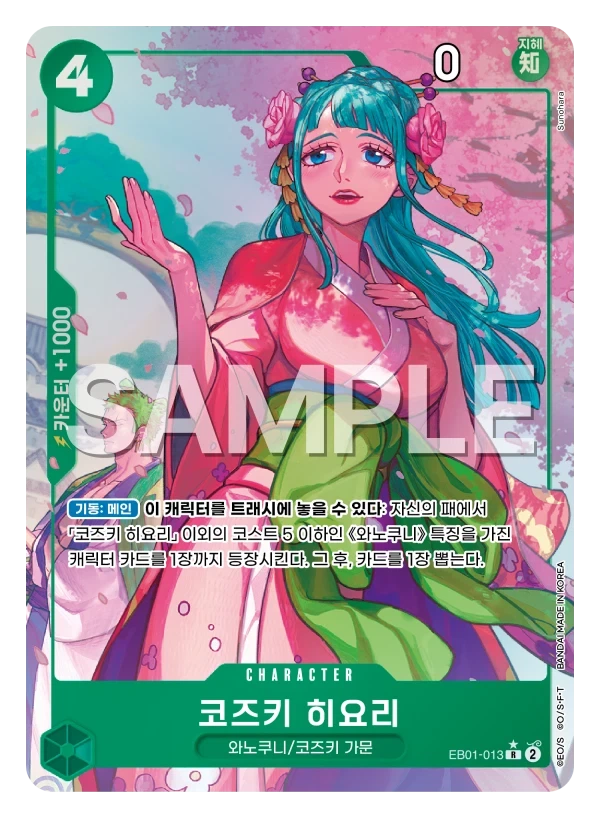 4
0
지혜
知
Sunohara
카운터 +1000
SAMPLE
기동: 메인 이 캐릭터를 트래시에 놓을 수 있다: 자신의 패에서
「코즈키 히요리」 이외의 코스트 5 이하인 《와노쿠니》 특징을 가진
캐릭터 카드를 1장까지 등장시킨다. 그 후, 카드를 1장 뽑는다.
CHARACTER
코즈키 히요리
와노쿠니/코즈키 가문
EB01-013 ★ R 2
©EO/S ©O/S·F·T BANDAI MADE IN KOREA